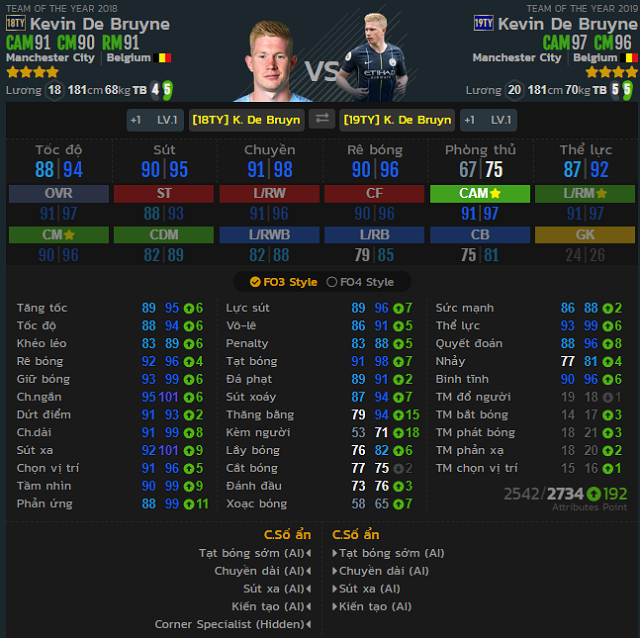 TEAM OF THE YEAR 2018
TEAM OF THE YEAR 2019
18TY Kevin De Bruyne
19TY Kevin De Bruyne
CAM91 CM90 RM91
CAM97 CM96
Manchester City | Belgium
Manchester City | Belgium
Lương 18 181cm 68kg TB 4 5
VS
Lương 20 181cm 70kg TB 5 5
+1 LV.1 [18TY] K. De Bruyn [19TY] K. De Bruyn +1 LV.1
Tốc độ Sút Chuyền Rê bóng Phòng thủ Thể lực
88|94 90|95 91|98 90|96 67|75 87|92
OVR ST L/RW CF CAM L/RM
91|97 88|93 91|96 90|96 91|97 91|97
CM CDM L/RWB L/RB CB GK
90|96 82|89 82|88 79|85 75|81 24|26
FO3 Style FO4 Style
Tăng tốc 89 95 6 Lực sút 89 96 7 Sức mạnh 86 88 2
Tốc độ 88 94 6 Vô-lê 86 91 5 Thể lực 93 99 6
Khéo léo 83 89 6 Penalty 83 88 5 Quyết đoán 88 96 8
Rê bóng 92 96 4 Tạt bóng 91 98 7 Nhảy 77 81 4
Giữ bóng 93 99 6 Đá phạt 89 91 2 Bình tĩnh 90 96 6
Ch.ngắn 95 101 6 Sút xoáy 87 94 7 TM đổ người 19 18 1
Dứt điểm 91 93 2 Thăng bằng 79 94 15 TM bắt bóng 14 17 3
Ch.dài 91 99 8 Kèm người 53 71 18 TM phát bóng 18 21 3
Sút xa 92 101 9 Lấy bóng 76 82 6 TM phản xạ 18 20 2
Chọn vị trí 91 96 5 Cắt bóng 77 75 2 TM chọn vị trí 15 16 1
Tầm nhìn 90 99 9 Đánh đầu 73 76 3 2542/2734 192
Phản ứng 88 99 11 Xoạc bóng 58 65 7 Attributes Point
C.Số ẩn C.Số ẩn
Tạt bóng sớm (AI) Tạt bóng sớm (AI)
Chuyền dài (AI) Chuyền dài (AI)
Sút xa (AI) Sút xa (AI)
Kiến tạo (AI) Kiến tạo (AI)
Corner Specialist (Hidden)